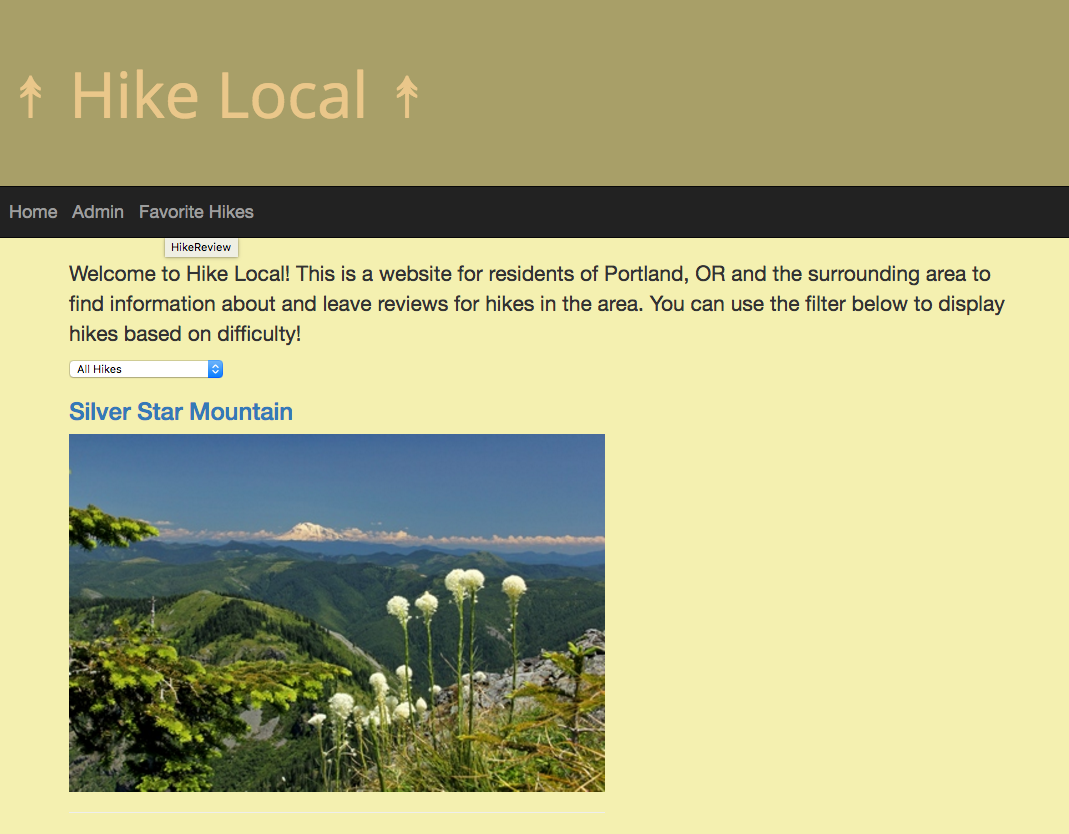 Hike Local
Home Admin Favorite Hikes
HikeReview
Welcome to Hike Local! This is a website for residents of Portland, OR and the surrounding area to
find information about and leave reviews for hikes in the area. You can use the filter below to display
hikes based on difficulty!
All Hikes
Silver Star Mountain